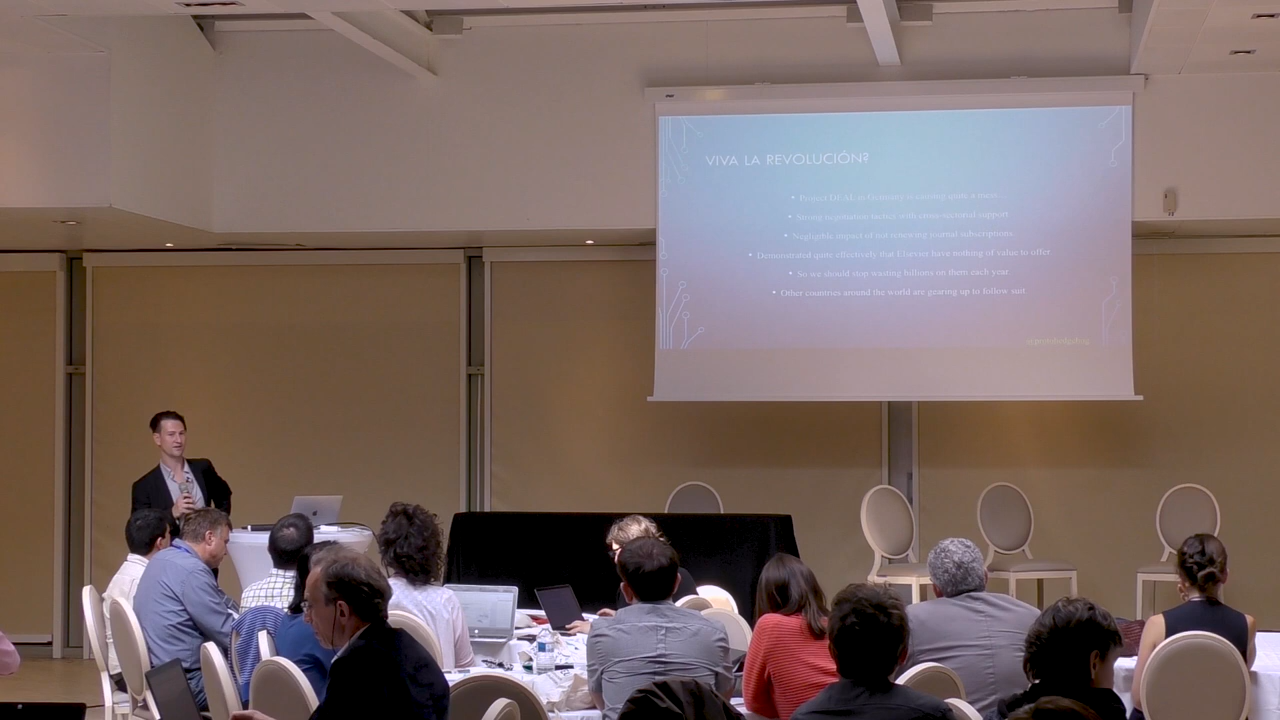 VIVA LA REVOLUCIÓN?
• Project DEAL in Germany is causing quite a mess…
• Strong negotiation tactics with cross-societal support
• Negligible impact of not renewing journal subscriptions.
• Demonstrated quite effectively that Elsevier have nothing of value to offer
• So we should stop wasting billions on them each year.
• Other countries around the world are gearing up to follow suit.